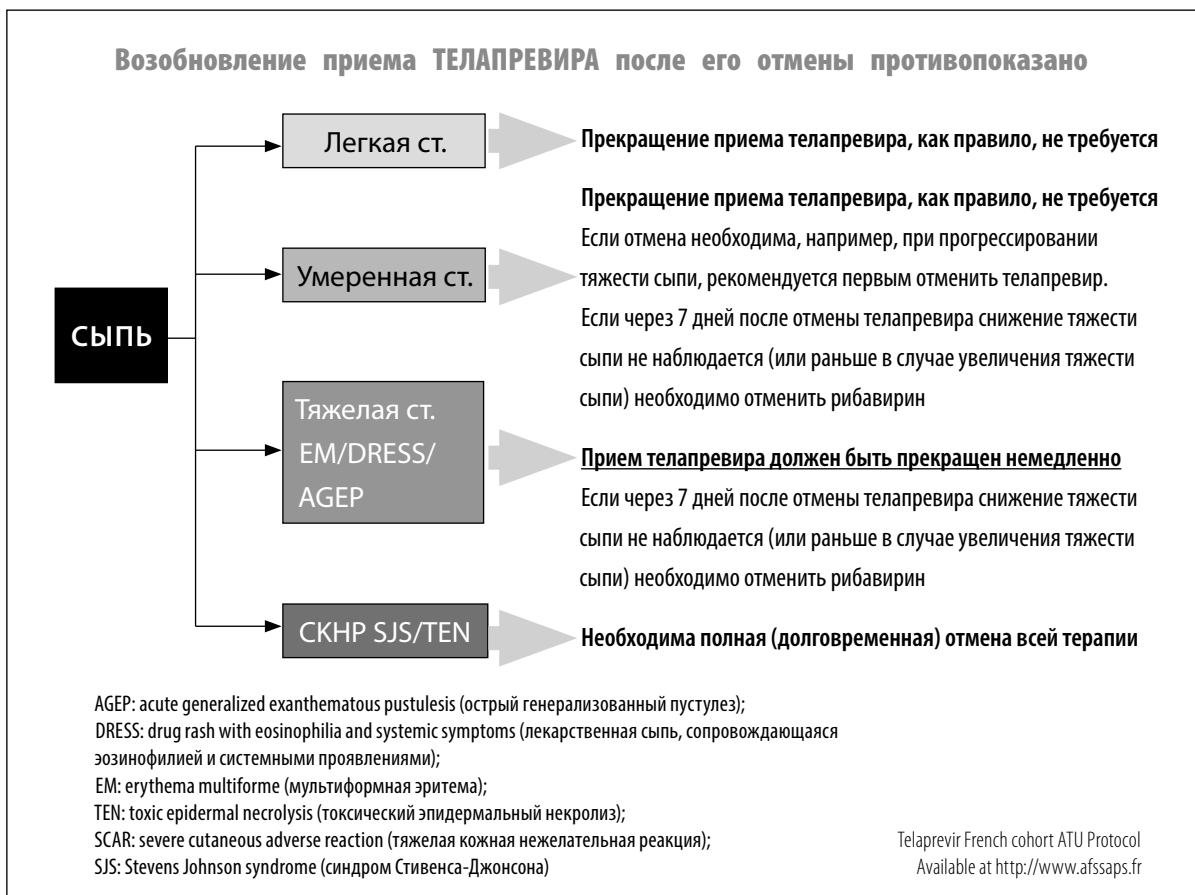 Возобновление приема ТЕЛАПРЕВИРА после его отмены противопоказано
СЫПЬ
Легкая ст.
Прекращение приема телапревира, как правило, не требуется
Умеренная ст.
Прекращение приема телапревира, как правило, не требуется
Если отмена необходима, например, при прогрессировании
тяжести сыпи, рекомендуется первым отменить телапревир.
Если через 7 дней после отмены телапревира снижение тяжести
сыпи не наблюдается (или раньше в случае увеличения тяжести
сыпи) необходимо отменить рибавирин
Тяжелая ст.
EM/DRESS/
AGEP
Прием телапревира должен быть прекращен немедленно
Если через 7 дней после отмены телапревира снижение тяжести
сыпи не наблюдается (или раньше в случае увеличения тяжести
сыпи) необходимо отменить рибавирин
СКНР SJS/TEN
Необходима полная (долговременная) отмена всей терапии
AGEP: acute generalized exanthematous pustulesis (острый генерализованный пустулез);
DRESS: drug rash with eosinophilia and systemic symptoms (лекарственная сыпь, сопровождающаяся
эозинофилией и системными проявлениями);
EM: erythema multiforme (мультиформная эритема);
TEN: toxic epidermal necrolysis (токсический эпидермальный некролиз);
SCAR: severe cutaneous adverse reaction (тяжелая кожная нежелательная реакция);
SJS: Stevens Johnson syndrome (синдром Стивенса-Джонсона)
Telaprevir French cohort ATU Protocol
Available at http://www.afssaps.fr